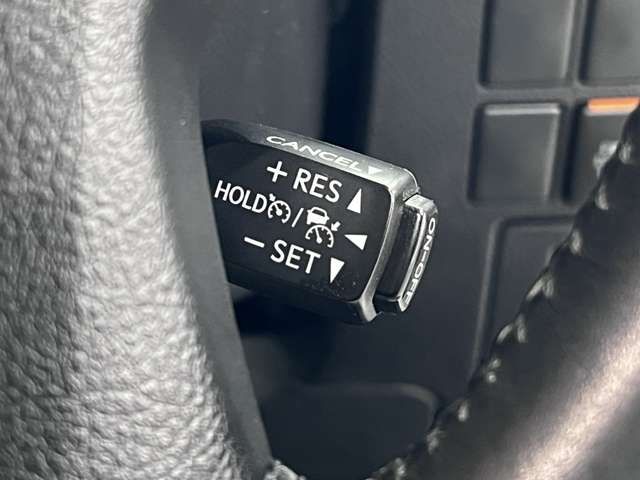 CANCEL▼
+ RES ▲
HOLD / ◀
− SET ▼
ON-OFF